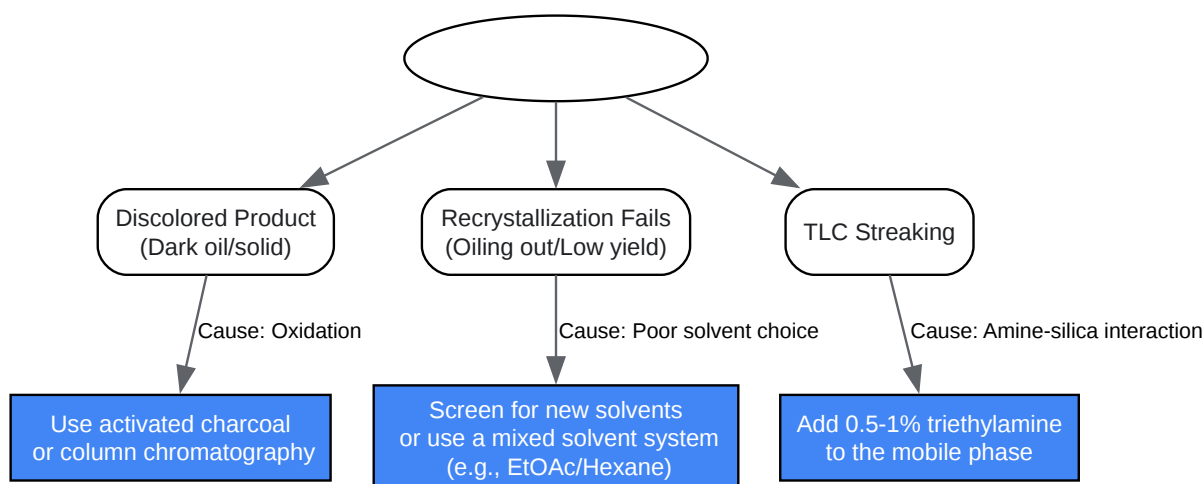 Discolored Product
(Dark oil/solid)
Recrystallization Fails
(Oiling out/Low yield)
TLC Streaking
Cause: Oxidation
Cause: Poor solvent choice
Cause: Amine-silica interaction
Use activated charcoal
or column chromatography
Screen for new solvents
or use a mixed solvent system
(e.g., EtOAc/Hexane)
Add 0.5-1% triethylamine
to the mobile phase